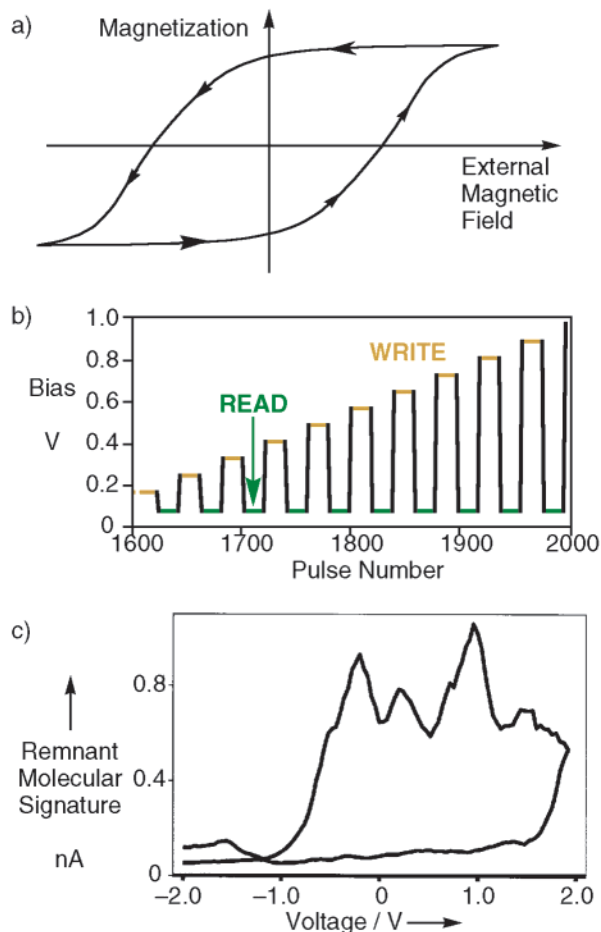 a)
Magnetization
External
Magnetic
Field
b)
1.0
0.8
Bias
0.6
V
0.4
0.2
0
WRITE
READ
1600 1700 1800 1900 2000
Pulse Number
c)
0.8
Remnant
Molecular
Signature
0.4
nA
0
–2.0 –1.0 0 1.0 2.0
Voltage / V